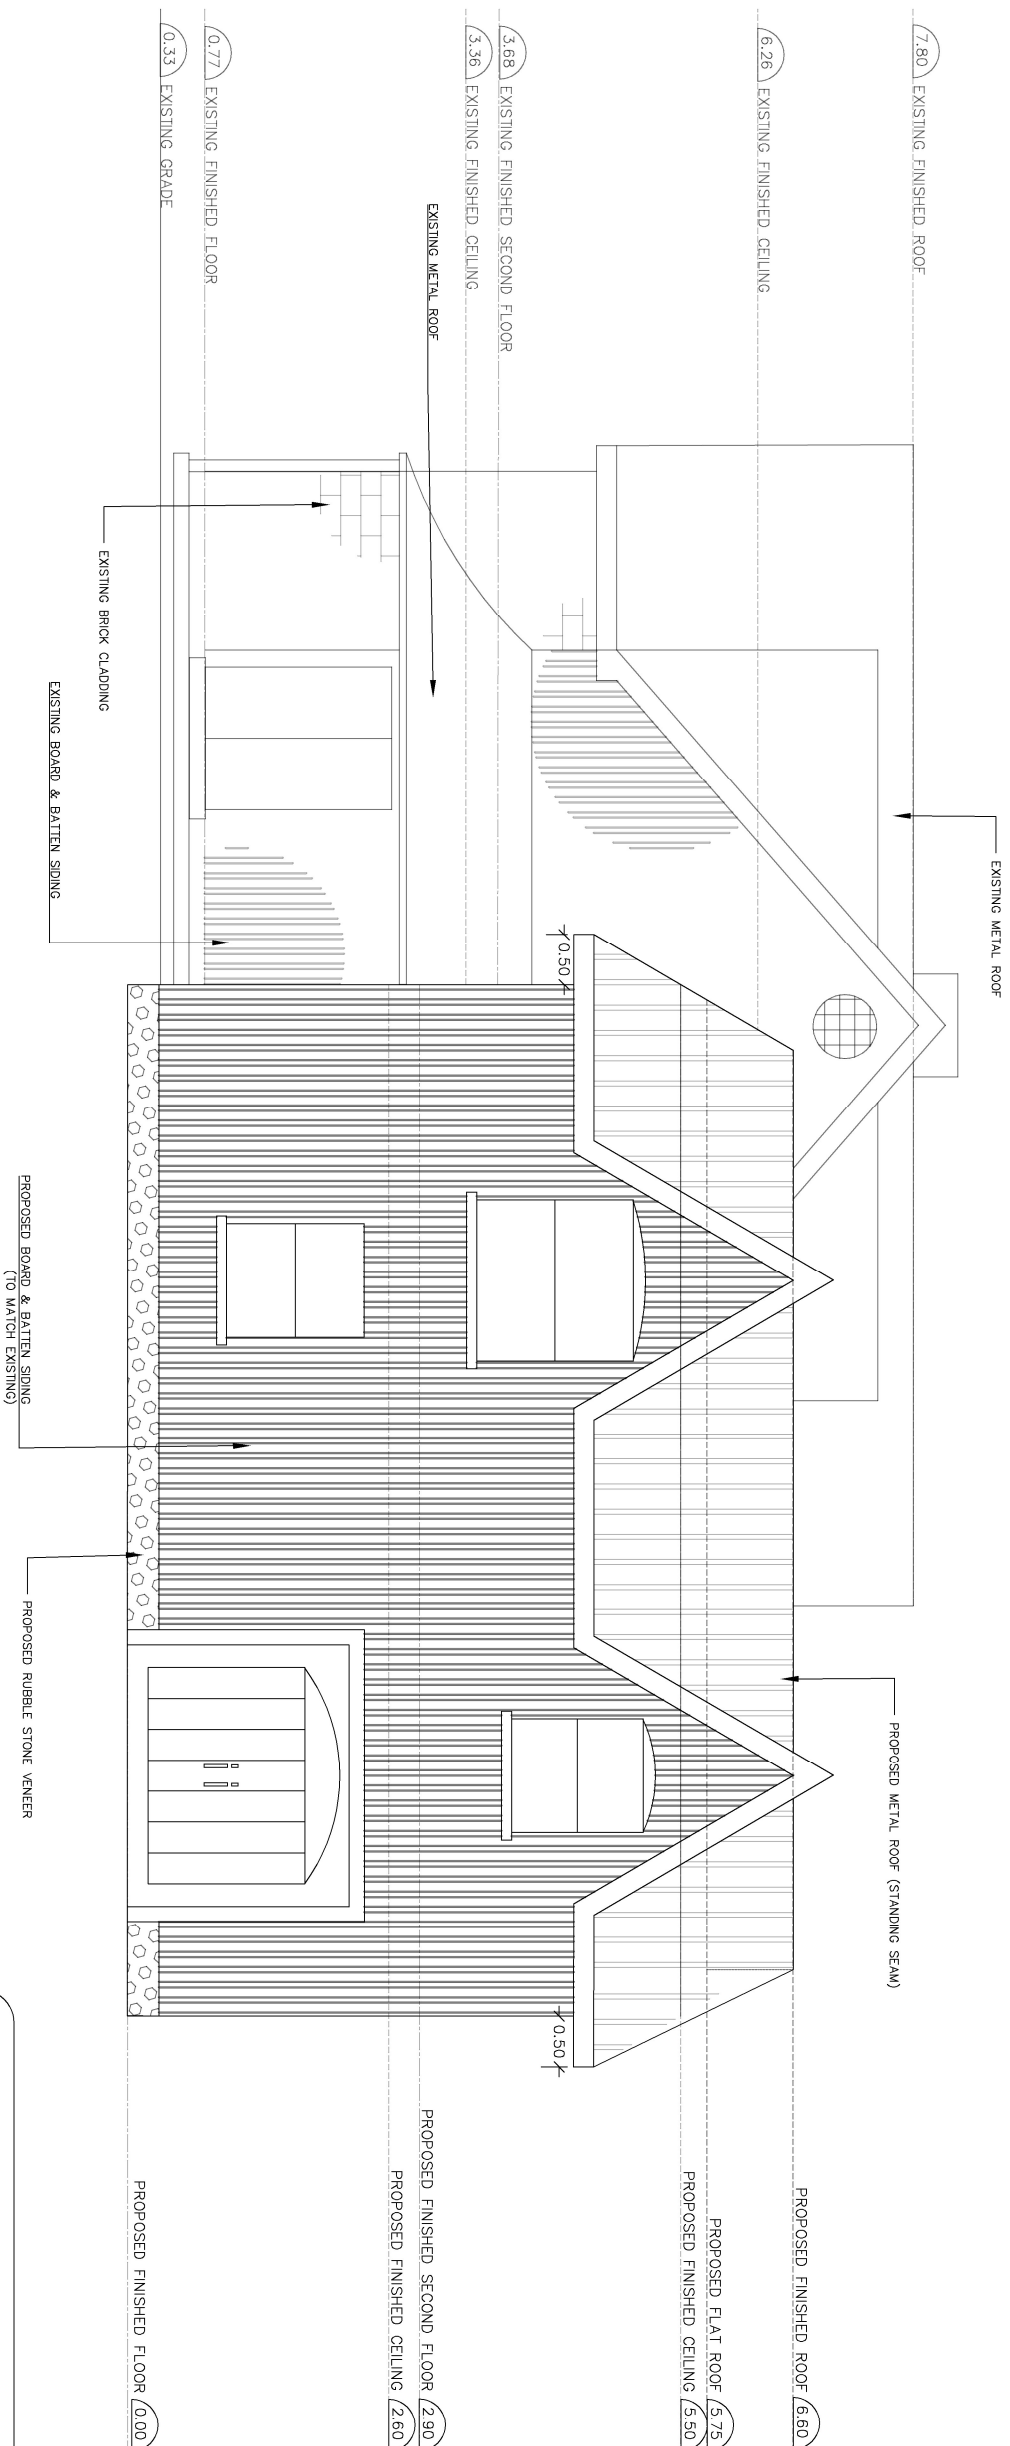 7.80 EXISTING FINISHED ROOF
6.26 EXISTING FINISHED CEILING
3.68 EXISTING FINISHED SECOND FLOOR
3.36 EXISTING FINISHED CEILING
0.77 EXISTING FINISHED FLOOR
0.33 EXISTING GRADE
EXISTING METAL ROOF
EXISTING BRICK CLADDING
EXISTING BOARD & BATTEN SIDING
EXISTING METAL ROOF
0.50
PROPOSED BOARD & BATTEN SIDING
(TO MATCH EXISTING)
PROPOSED RUBBLE STONE VENEER
PROPOSED METAL ROOF (STANDING SEAM)
0.50
PROPOSED FINISHED ROOF 6.60
PROPOSED FLAT ROOF 5.75
PROPOSED FINISHED CEILING 5.50
PROPOSED FINISHED SECOND FLOOR 2.90
PROPOSED FINISHED CEILING 2.60
PROPOSED FINISHED FLOOR 0.00